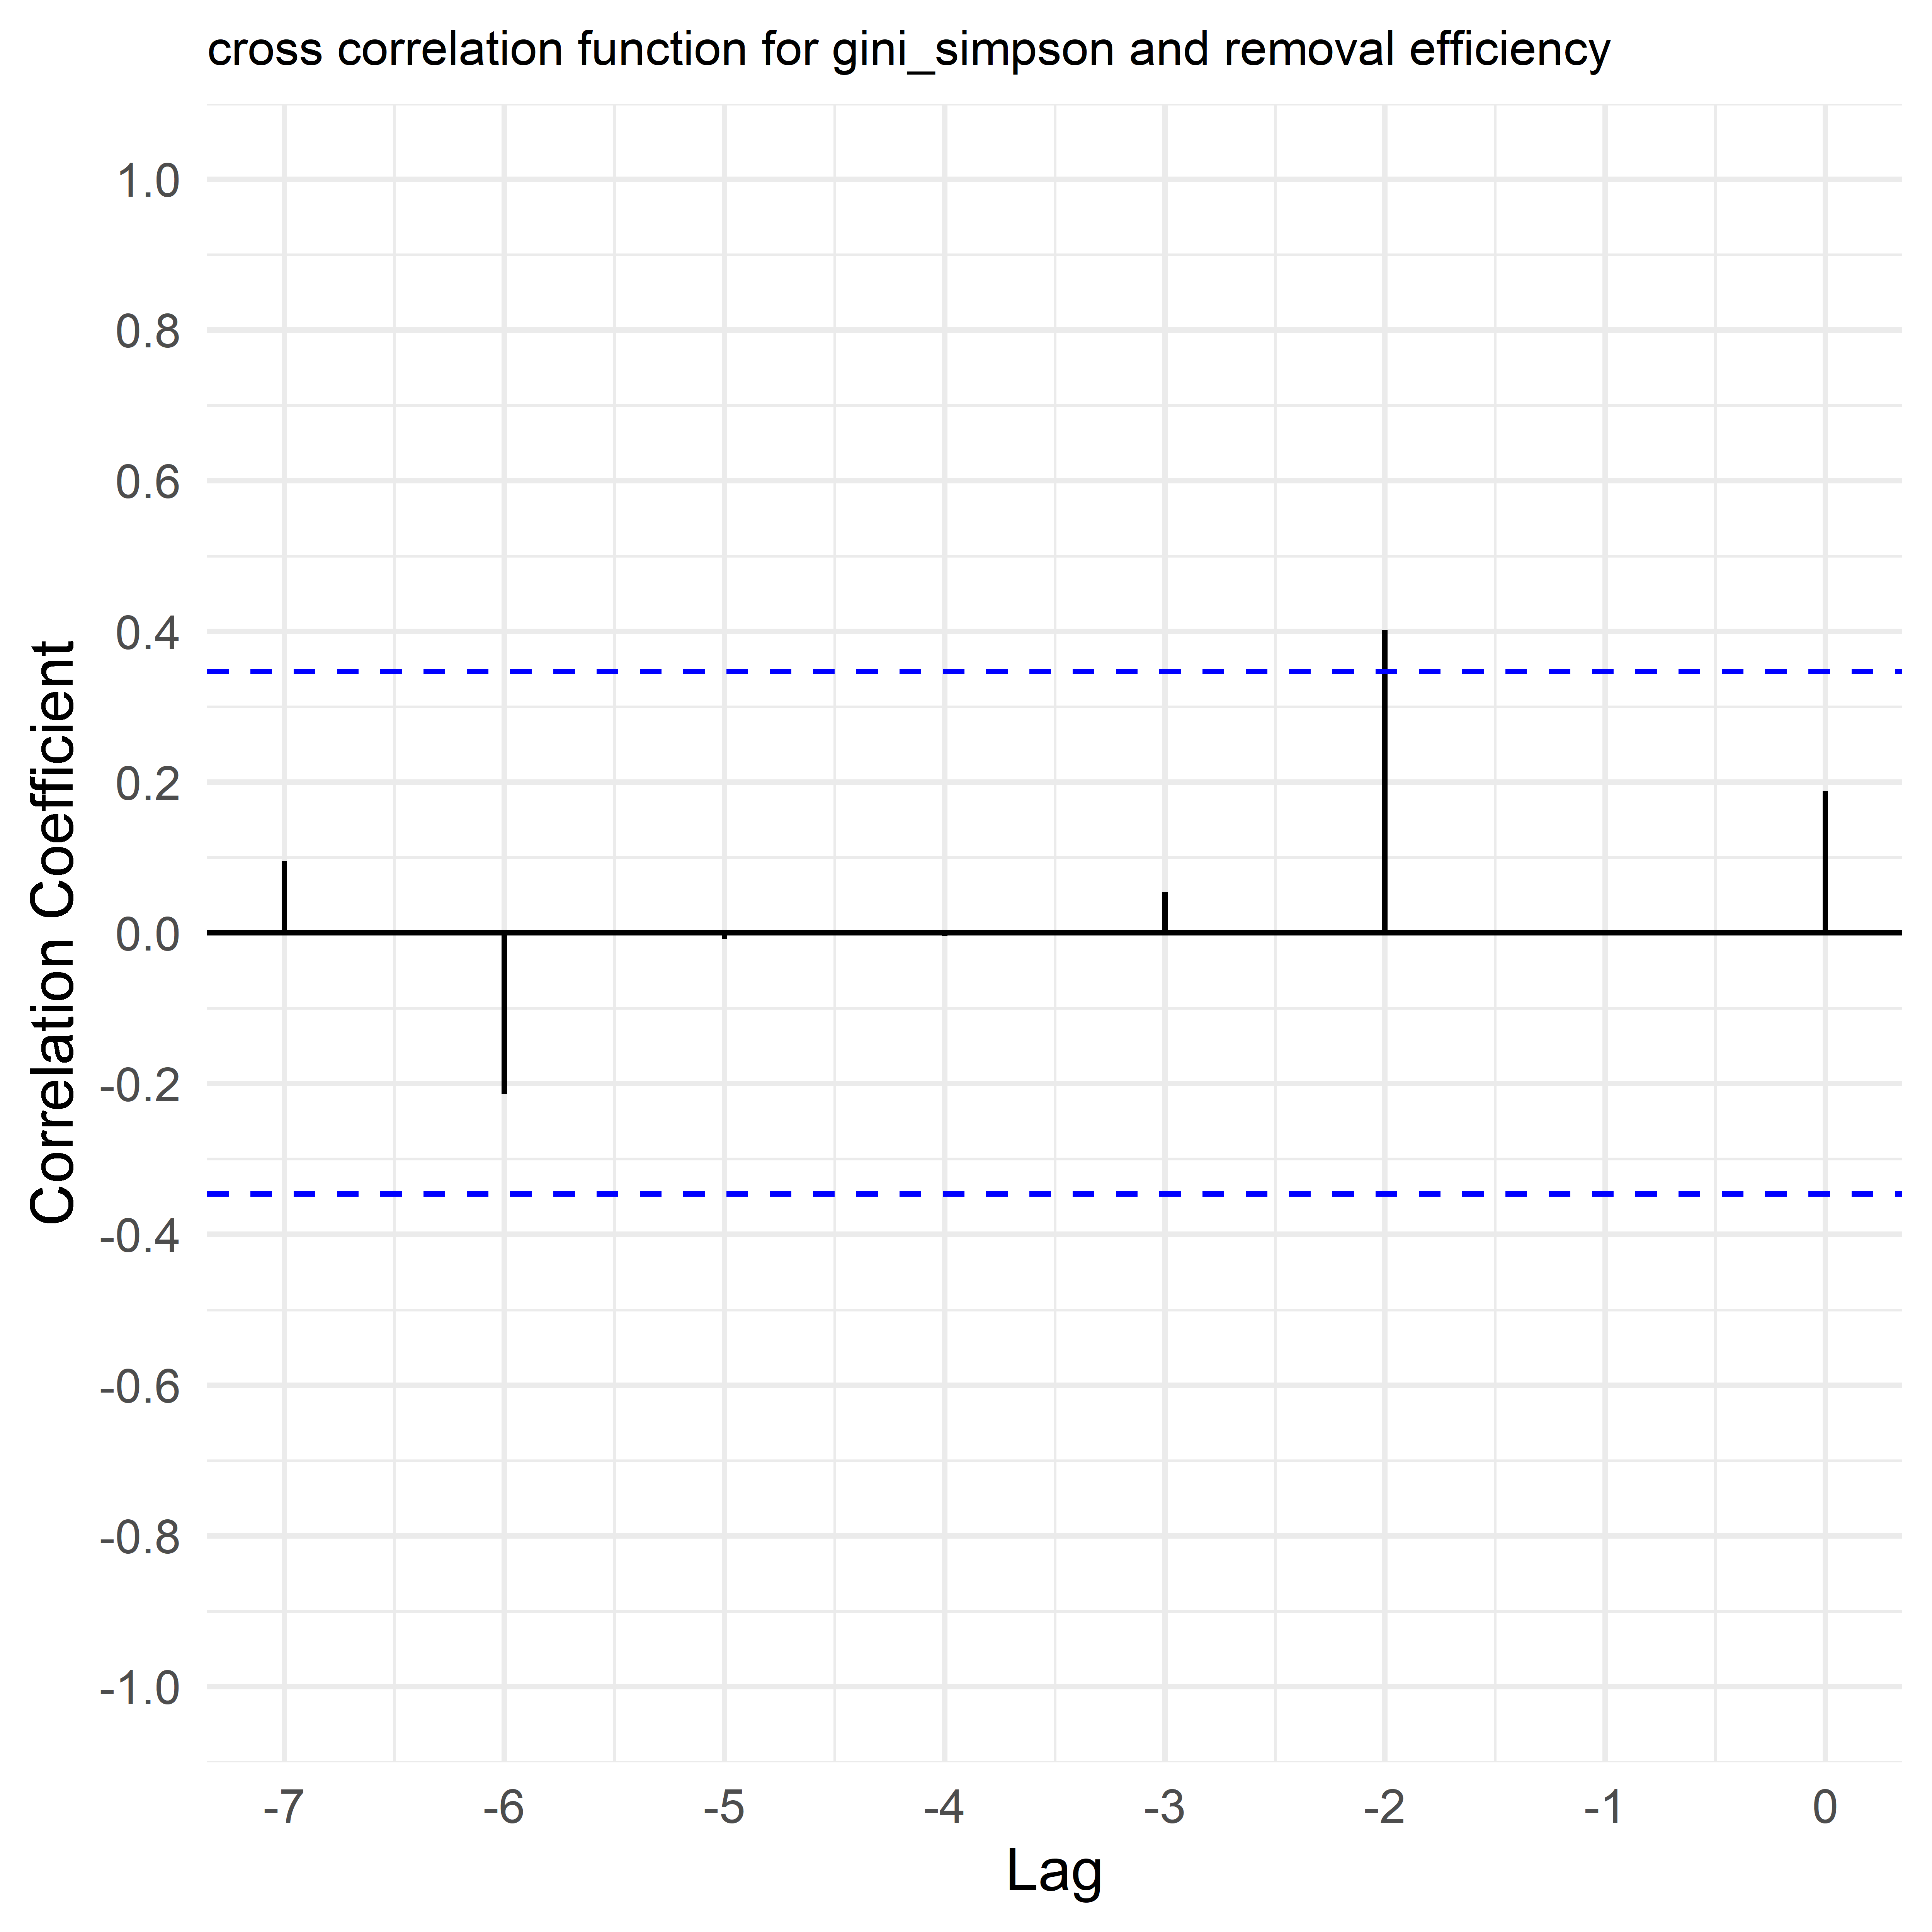 cross correlation function for gini_simpson and removal efficiency
Correlation Coefficient
1.0
0.8
0.6
0.4
0.2
0.0
-0.2
-0.4
-0.6
-0.8
-1.0
-7 -6 -5 -4 -3 -2 -1 0
Lag